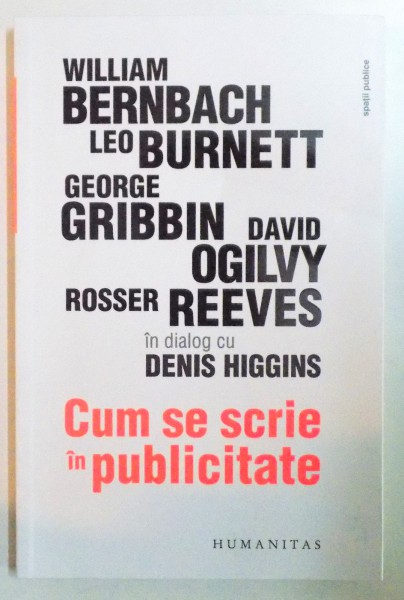 spații publice
WILLIAM
BERNBACH
LEO BURNETT
GEORGE
GRIBBIN DAVID
OGILVY
ROSSER REEVES
în dialog cu
DENIS HIGGINS
Cum se scrie
în publicitate
HUMANITAS